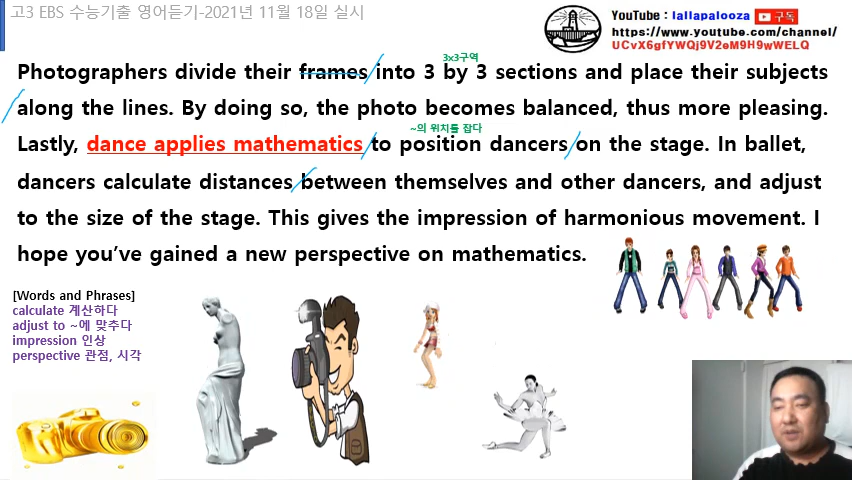 고3 EBS 수능기출 영어듣기-2021년 11월 18일 실시
YouTube : lallapalooza 구독
https://www.youtube.com/channel/
UCvX6gfYWQj9V2eM9H9wWELQ
3x3구역
Photographers divide their frames into 3 by 3 sections and place their subjects
along the lines. By doing so, the photo becomes balanced, thus more pleasing.
~의 위치를 잡다
Lastly, dance applies mathematics to position dancers on the stage. In ballet,
dancers calculate distances between themselves and other dancers, and adjust
to the size of the stage. This gives the impression of harmonious movement. I
hope you’ve gained a new perspective on mathematics.
[Words and Phrases]
calculate 계산하다
adjust to ~에 맞추다
impression 인상
perspective 관점, 시각